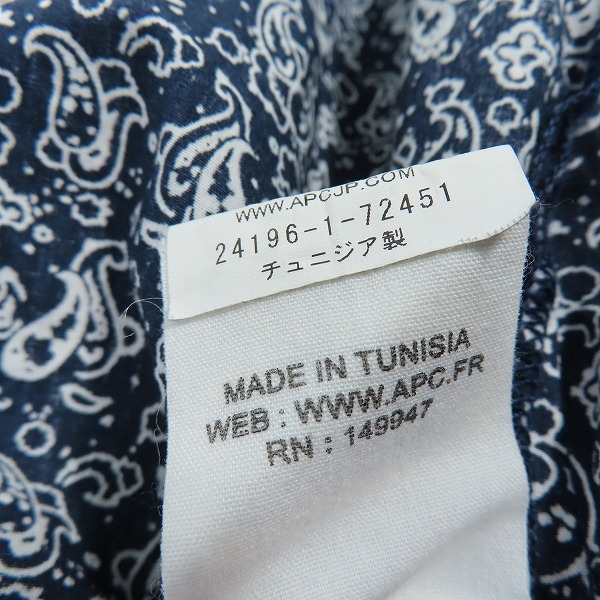 WWW.APCJP.COM
24196-1-72451
チュニジア製
MADE IN TUNISIA
WEB : WWW.APC.FR
RN : 149947